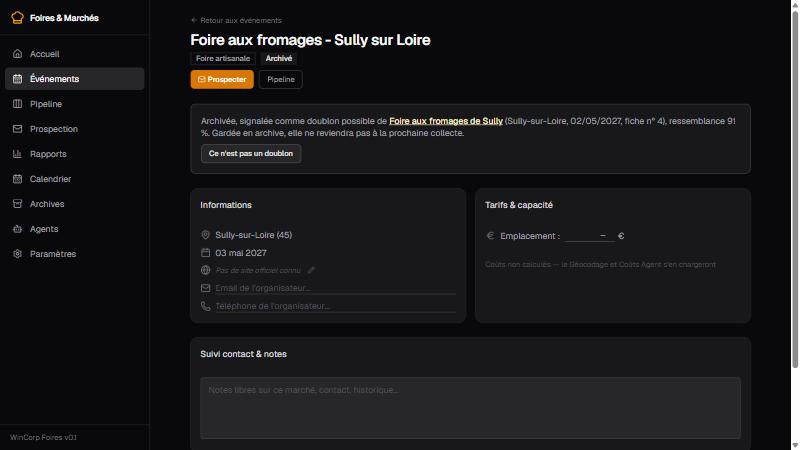 Foires & Marchés
Accueil
Événements
Pipeline
Prospection
Rapports
Calendrier
Archives
Agents
Paramètres
WinCorp Foires v0.1
← Retour aux événements
Foire aux fromages - Sully sur Loire
Foire artisanale
Archivé
Prospecter
Pipeline
Archivée, signalée comme doublon possible de Foire aux fromages de Sully (Sully-sur-Loire, 02/05/2027, fiche n° 4), ressemblance 91
%. Gardée en archive, elle ne reviendra pas à la prochaine collecte.
Ce n'est pas un doublon
Informations
Sully-sur-Loire (45)
03 mai 2027
Pas de site officiel connu
Email de l'organisateur...
Téléphone de l'organisateur...
Tarifs & capacité
€ Emplacement : – €
Coûts non calculés — le Géocodage et Coûts Agent s'en chargeront
Suivi contact & notes
Notes libres sur ce marché, contact, historique...